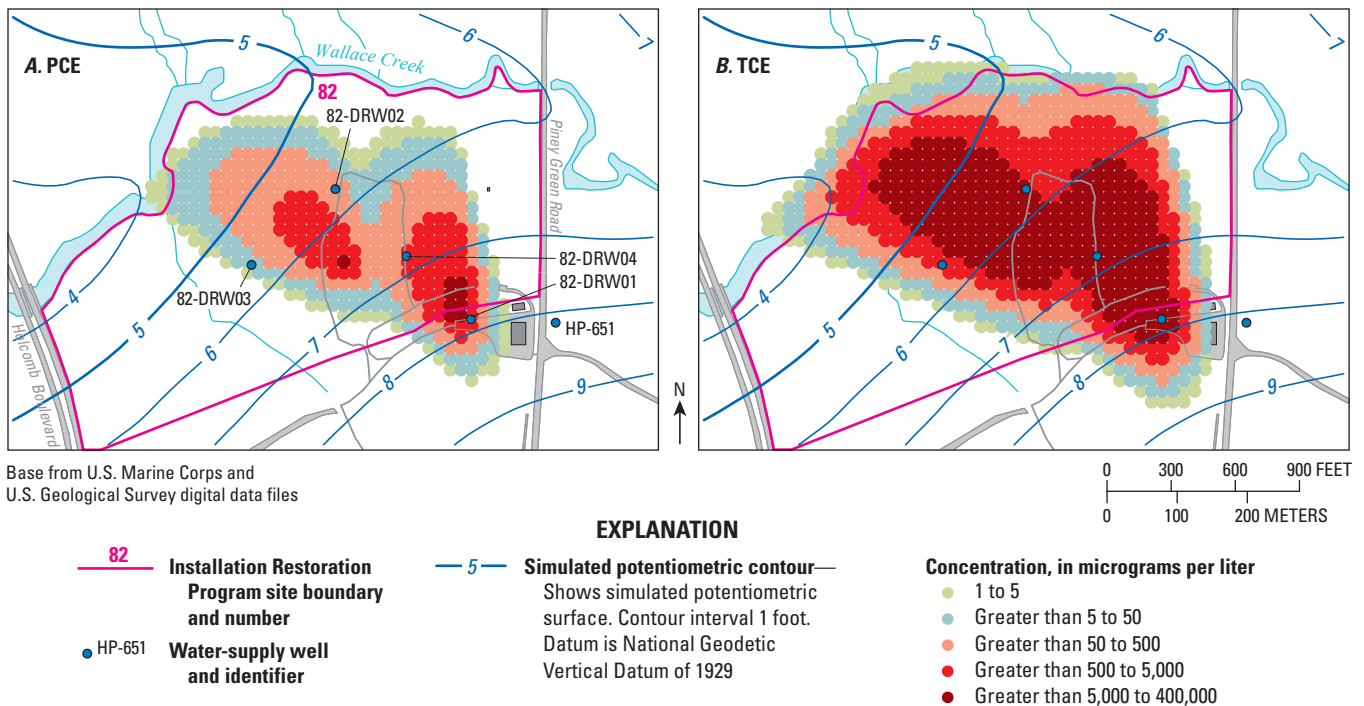 A. PCE
5
Wallace Creek
6
7
82
82-DRW02
Piney Green Road
82-DRW04
82-DRW01
82-DRW03
HP-651
4
5
6
7
8
9
Holcomb Boulevard
N
B. TCE
5
6
7
4
5
6
7
8
9
Base from U.S. Marine Corps and
U.S. Geological Survey digital data files
0 300 600 900 FEET
0 100 200 METERS
EXPLANATION
82
Installation Restoration
Program site boundary
and number
HP-651
Water-supply well
and identifier
5
Simulated potentiometric contour—
Shows simulated potentiometric
surface. Contour interval 1 foot.
Datum is National Geodetic
Vertical Datum of 1929
Concentration, in micrograms per liter
1 to 5
Greater than 5 to 50
Greater than 50 to 500
Greater than 500 to 5,000
Greater than 5,000 to 400,000